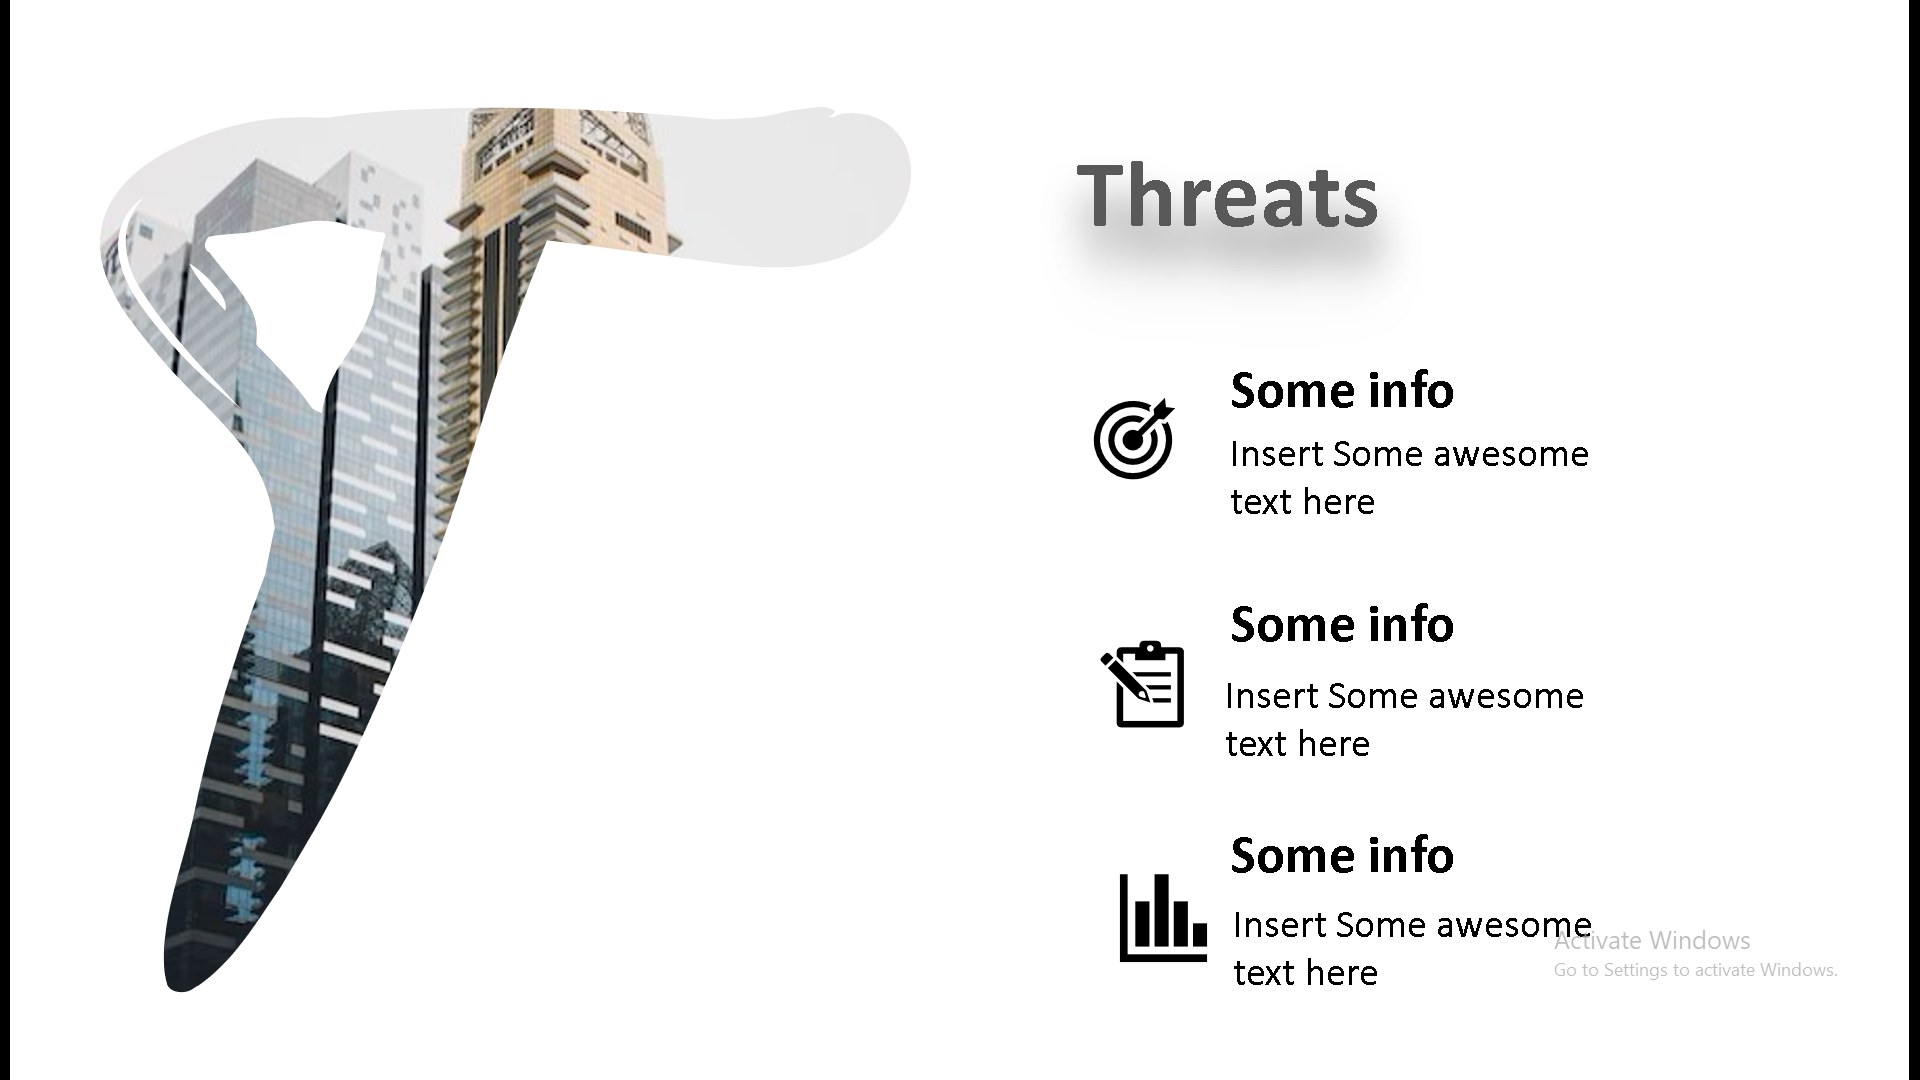 T
Threats
Some info
Insert Some awesome
text here
Some info
Insert Some awesome
text here
Some info
Insert Some awesome
text here
Activate Windows
Go to Settings to activate Windows.